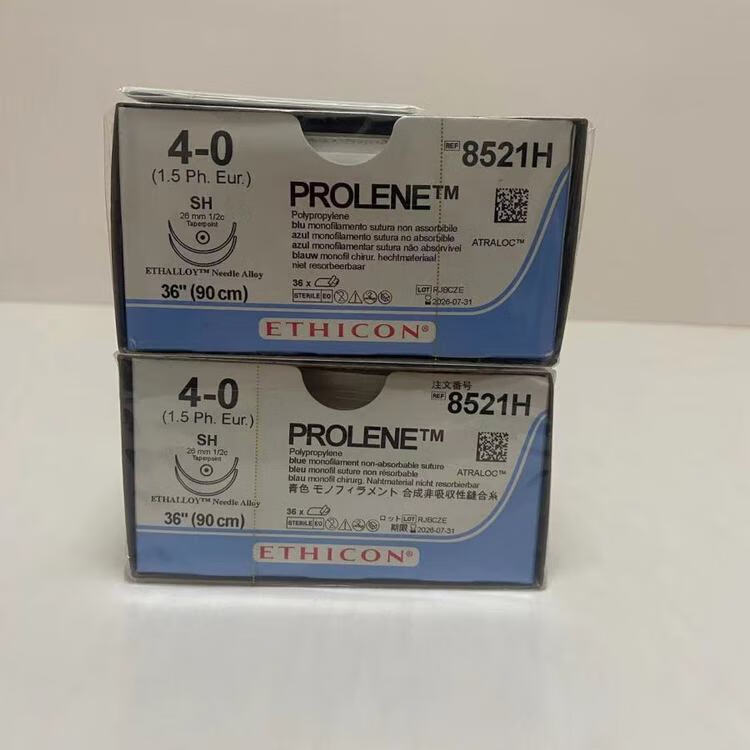 4-0
(1.5 Ph. Eur.)
SH
26 mm 1/2c
Taperpoint
ETHALLOY™ Needle Alloy
36" (90 cm)
PROLENE™
Polypropylene
blu monofilamento sutura non assorbibile
azul monofilamento sutura no absorbible
azul monofilamentar sutura não absorvível
blauw monofil chirur. hechtmateriaal
niet resorbeerbaar
36 x
STERILE EO
REF 8521H
ATRALOC™
LOT RJBCZE
2026-07-31
ETHICON®
4-0
(1.5 Ph. Eur.)
SH
26 mm 1/2c
Taperpoint
ETHALLOY™ Needle Alloy
36" (90 cm)
PROLENE™
Polypropylene
blue monofilament non-absorbable suture
bleu monofil suture non résorbable
blau monofil chirurg. Nahtmaterial nicht resorbierbar
青色 モノフィラメント 合成非吸収性縫合糸
36 x
STERILE EO
注文番号
REF 8521H
ATRALOC™
ロット LOT RJBCZE
期限 2026-07-31
ETHICON®